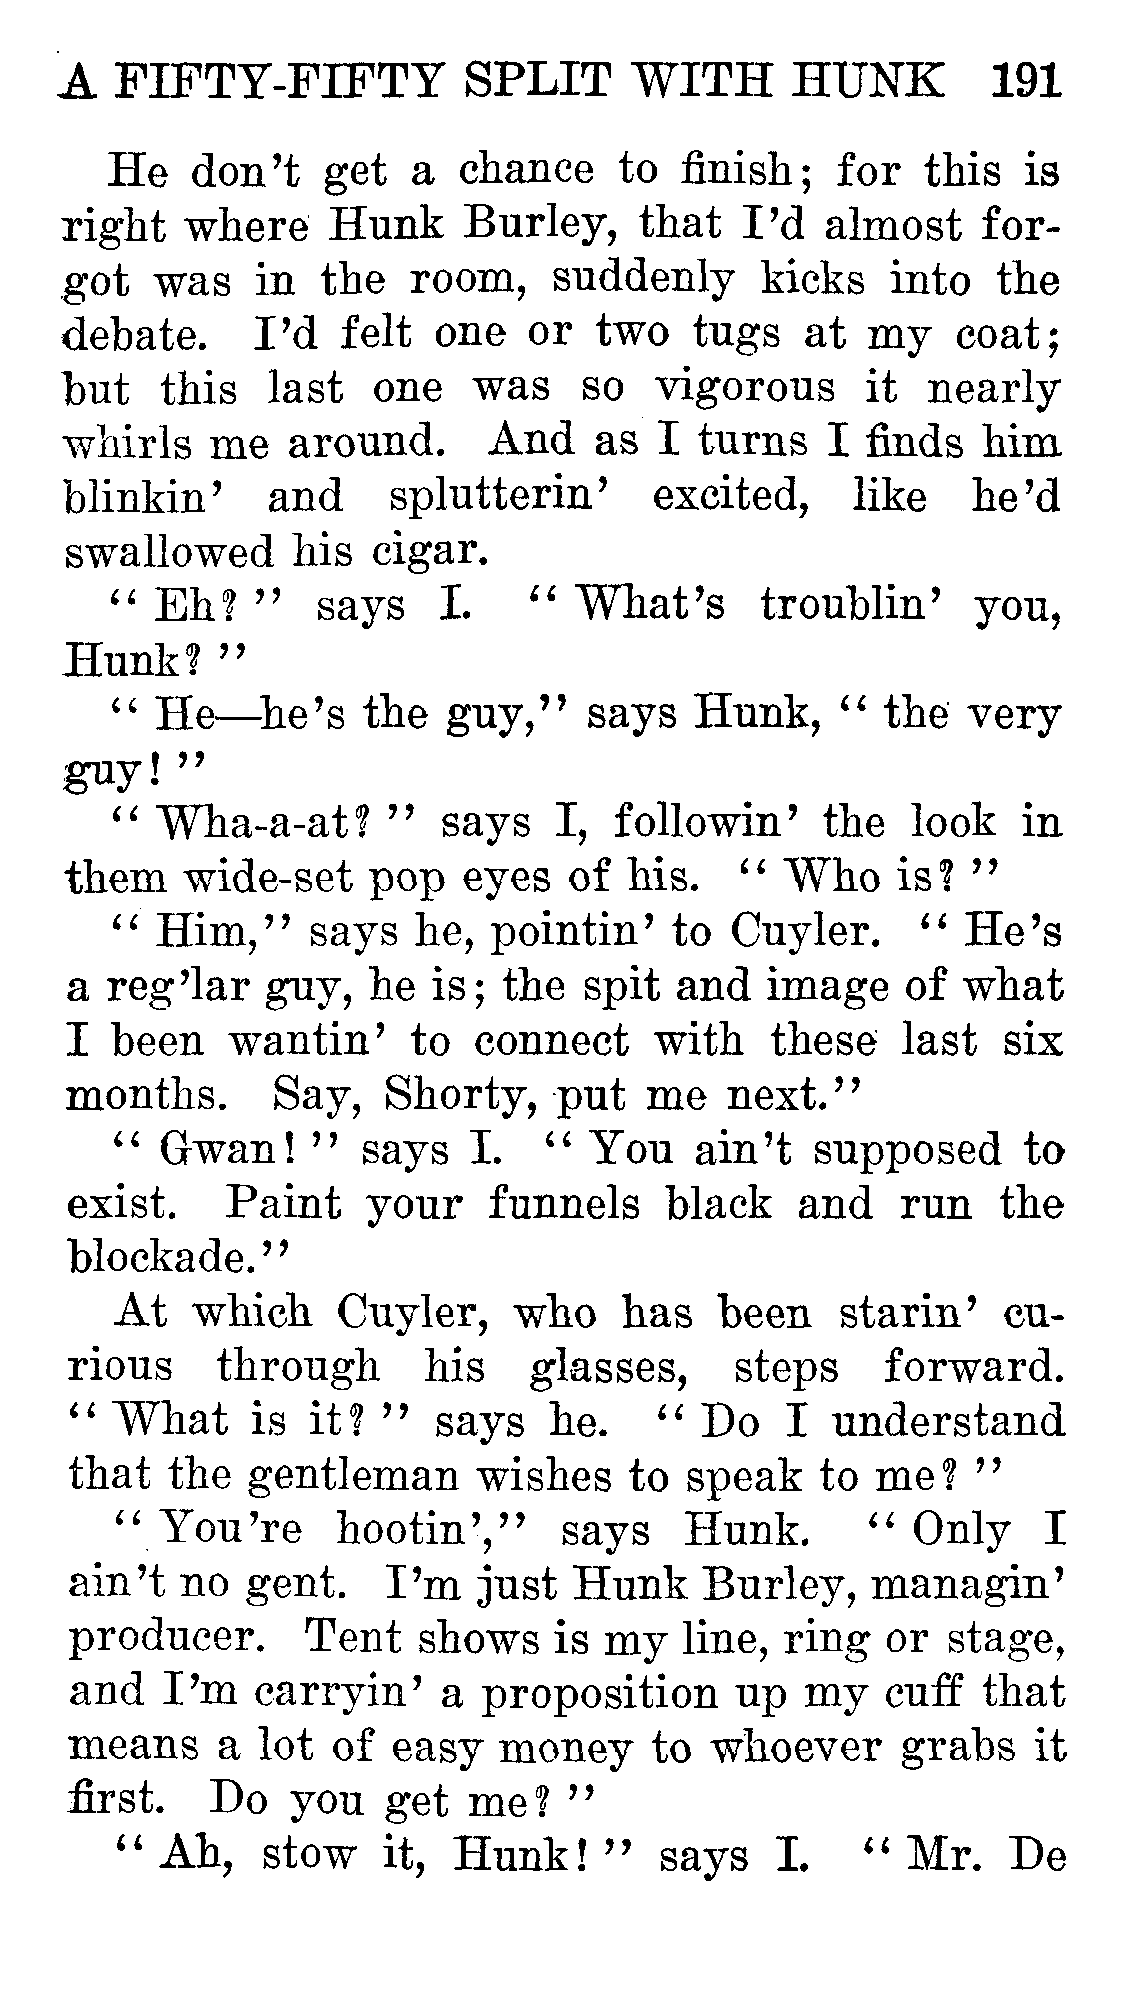 A FIFTY-FIFTY SPLIT WITH HUNK 191
He don't get a chance to finish; for this is
right where Hunk Burley, that I'd almost for-
got was in the room, suddenly kicks into the
debate. I'd felt one or two tugs at my coat;
but this last one was so vigorous it nearly
whirls me around. And as I turns I finds him
blinkin' and splutterin' excited, like he'd
swallowed his cigar.
" Eh? " says I. " What's troublin' you,
Hunk? "
" He—he's the guy," says Hunk, " the very
guy! "
" Wha-a-at? " says I, followin' the look in
them wide-set pop eyes of his. " Who is? "
" Him," says he, pointin' to Cuyler. " He's
a reg'lar guy, he is; the spit and image of what
I been wantin' to connect with these last six
months. Say, Shorty, put me next."
" Gwan! " says I. " You ain't supposed to
exist. Paint your funnels black and run the
blockade."
At which Cuyler, who has been starin' cu-
rious through his glasses, steps forward.
" What is it? " says he. " Do I understand
that the gentleman wishes to speak to me? "
" You're hootin'," says Hunk. " Only I
ain't no gent. I'm just Hunk Burley, managin'
producer. Tent shows is my line, ring or stage,
and I'm carryin' a proposition up my cuff that
means a lot of easy money to whoever grabs it
first. Do you get me? "
" Ah, stow it, Hunk! " says I. " Mr. De